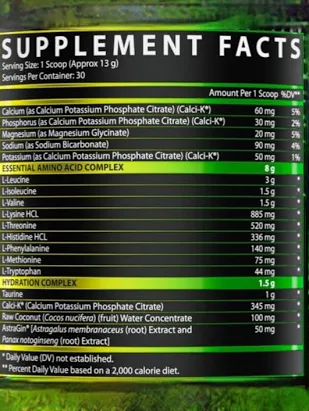 SUPPLEMENT FACTS
Serving Size: 1 Scoop (Approx 13 g)
Servings Per Container: 30
Amount Per 1 Scoop %DV**
Calcium (as Calcium Potassium Phosphate Citrate) (Calci-K*) 60 mg 5%
Phosphorus (as Calcium Potassium Phosphate Citrate) (Calci-K*) 30 mg 2%
Magnesium (as Magnesium Glycinate) 20 mg 5%
Sodium (as Sodium Bicarbonate) 90 mg 4%
Potassium (as Calcium Potassium Phosphate Citrate) (Calci-K*) 50 mg 1%
ESSENTIAL AMINO ACID COMPLEX 8 g
L-Leucine 3 g *
L-Isoleucine 1.5 g *
L-Valine 1.5 g *
L-Lysine HCL 885 mg *
L-Threonine 520 mg *
L-Histidine HCL 336 mg *
L-Phenylalanine 140 mg *
L-Methionine 75 mg *
L-Tryptophan 44 mg *
HYDRATION COMPLEX 1.5 g
Taurine 1 g *
Calci-K* (Calcium Potassium Phosphate Citrate) 345 mg *
Raw Coconut (Cocos nucifera) (fruit) Water Concentrate 100 mg *
AstraGin* [Astragalus membranaceus (root) Extract and 50 mg *
Panax notoginseng (root) Extract]
* Daily Value (DV) not established.
** Percent Daily Value based on a 2,000 calorie diet.